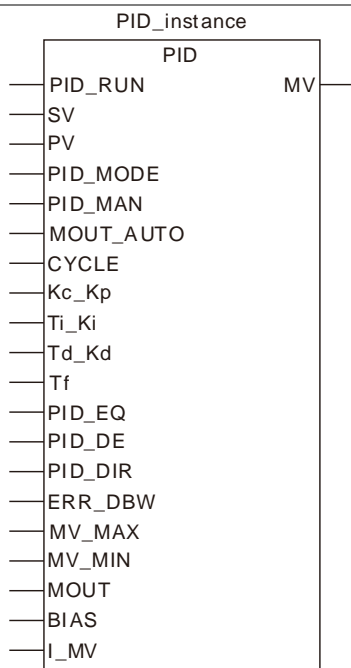 PID_instance
PID
PID_RUN MV
SV
PV
PID_MODE
PID_MAN
MOUT_AUTO
CYCLE
Kc_Kp
Ti_Ki
Td_Kd
Tf
PID_EQ
PID_DE
PID_DIR
ERR_DBW
MV_MAX
MV_MIN
MOUT
BIAS
I_MV